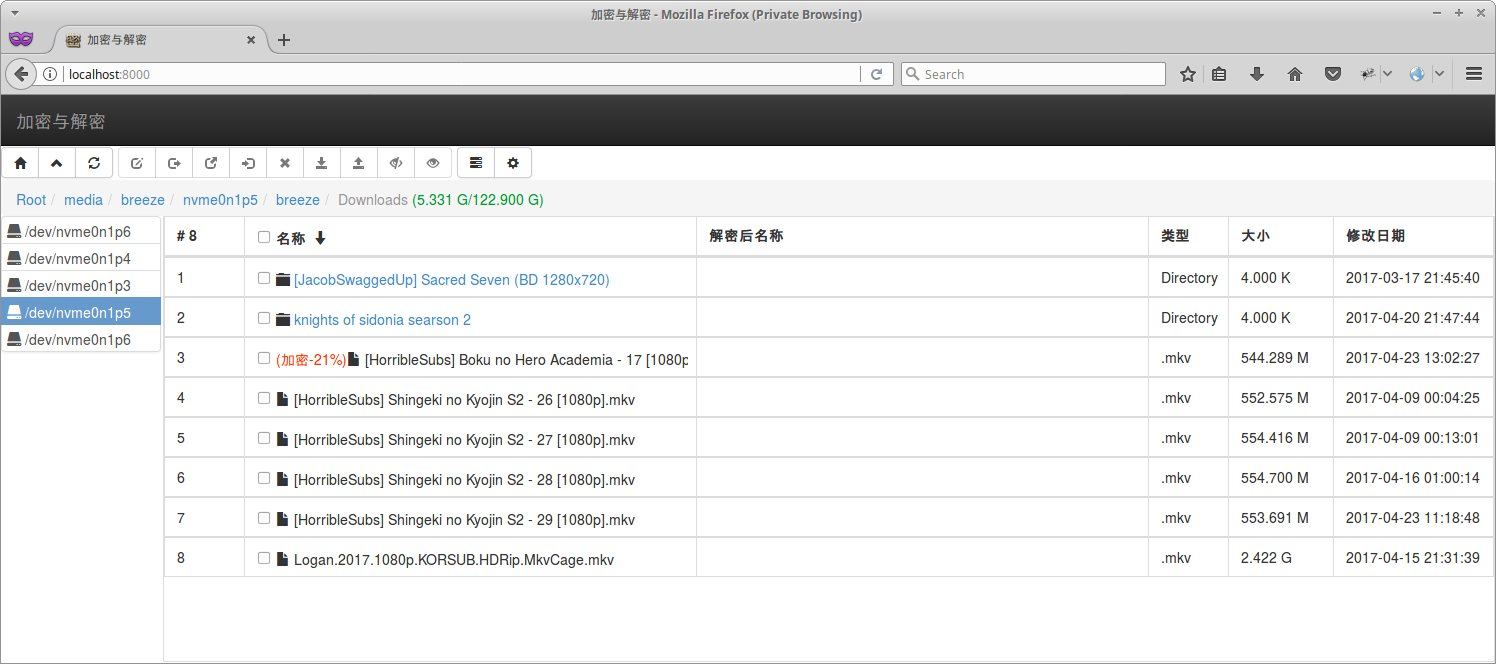 加密与解密 - Mozilla Firefox (Private Browsing)
加密与解密
localhost:8000
Search
加密与解密
Root / media / breeze / nvme0n1p5 / breeze / Downloads (5.331 G/122.900 G)
/dev/nvme0n1p6
/dev/nvme0n1p4
/dev/nvme0n1p3
/dev/nvme0n1p5
/dev/nvme0n1p6
# 8 名称 解密后名称 类型 大小 修改日期
1 [JacobSwaggedUp] Sacred Seven (BD 1280x720) Directory 4.000 K 2017-03-17 21:45:40
2 knights of sidonia searson 2 Directory 4.000 K 2017-04-20 21:47:44
3 (加密-21%) [HorribleSubs] Boku no Hero Academia - 17 [1080p .mkv 544.289 M 2017-04-23 13:02:27
4 [HorribleSubs] Shingeki no Kyojin S2 - 26 [1080p].mkv .mkv 552.575 M 2017-04-09 00:04:25
5 [HorribleSubs] Shingeki no Kyojin S2 - 27 [1080p].mkv .mkv 554.416 M 2017-04-09 00:13:01
6 [HorribleSubs] Shingeki no Kyojin S2 - 28 [1080p].mkv .mkv 554.700 M 2017-04-16 01:00:14
7 [HorribleSubs] Shingeki no Kyojin S2 - 29 [1080p].mkv .mkv 553.691 M 2017-04-23 11:18:48
8 Logan.2017.1080p.KORSUB.HDRip.MkvCage.mkv .mkv 2.422 G 2017-04-15 21:31:39